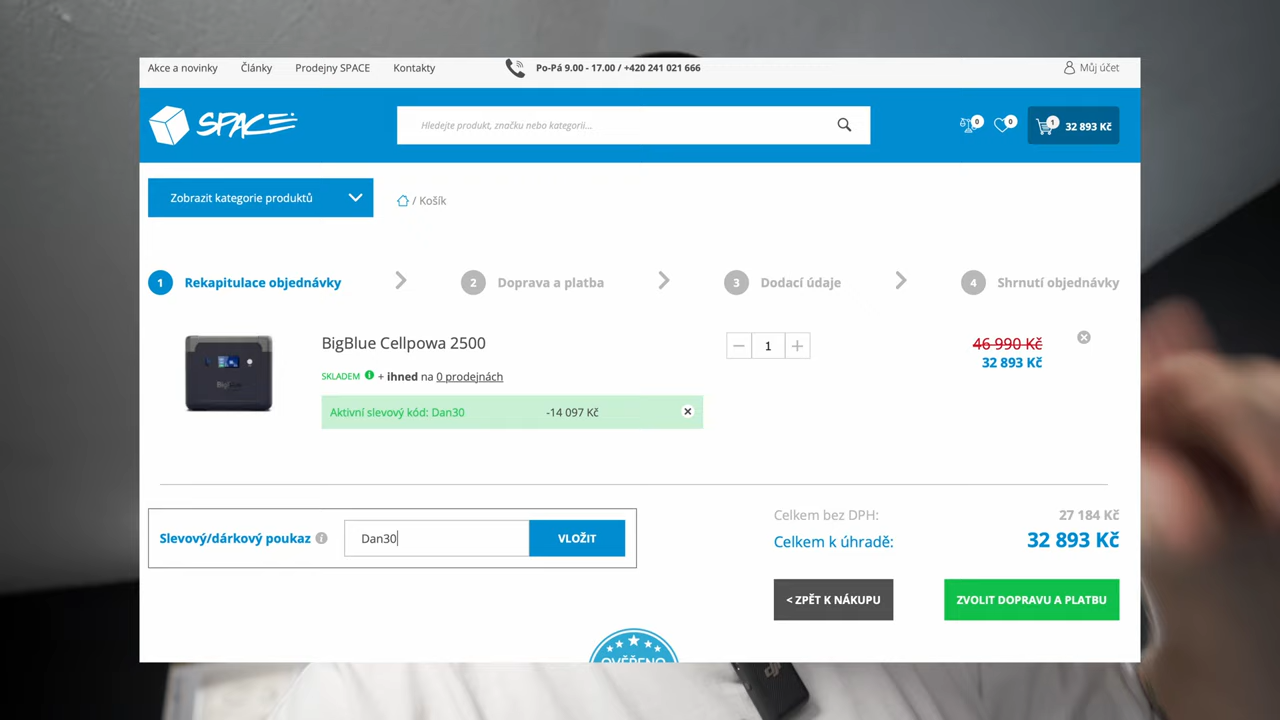 Akce a novinky Články Prodejny SPACE Kontakty Po-Pá 9.00 - 17.00 / +420 241 021 666 Můj účet
SPACE Hledejte produkt, značku nebo kategorii... 0 0 1 32 893 Kč
Zobrazit kategorie produktů / Košík
1 Rekapitulace objednávky 2 Doprava a platba 3 Dodací údaje 4 Shrnutí objednávky
BigBlue Cellpowa 2500 1 46 990 Kč
32 893 Kč
SKLADEM + ihned na 0 prodejnách
BigBlue
Aktivní slevový kód: Dan30 -14 097 Kč
Celkem bez DPH: 27 184 Kč
Slevový/dárkový poukaz Dan30 VLOŽIT Celkem k úhradě: 32 893 Kč
< ZPĚT K NÁKUPU ZVOLIT DOPRAVU A PLATBU
OVĚŘENO
dji